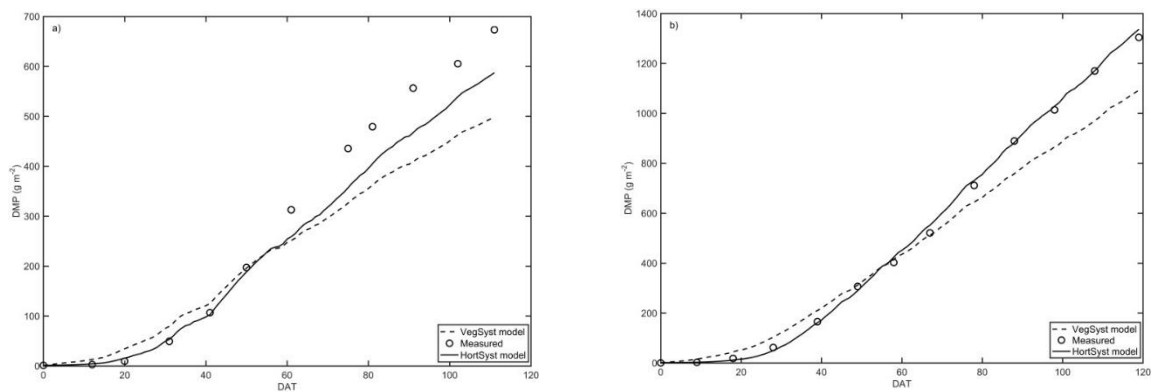 a)
700
600
500
400
300
200
100
0
DMP (g m⁻²)
0 20 40 60 80 100 120
DAT
VegSyst model
Measured
HortSyst model
b)
1400
1200
1000
800
600
400
200
0
DMP (g m⁻²)
0 20 40 60 80 100 120
DAT
VegSyst model
Measured
HortSyst model